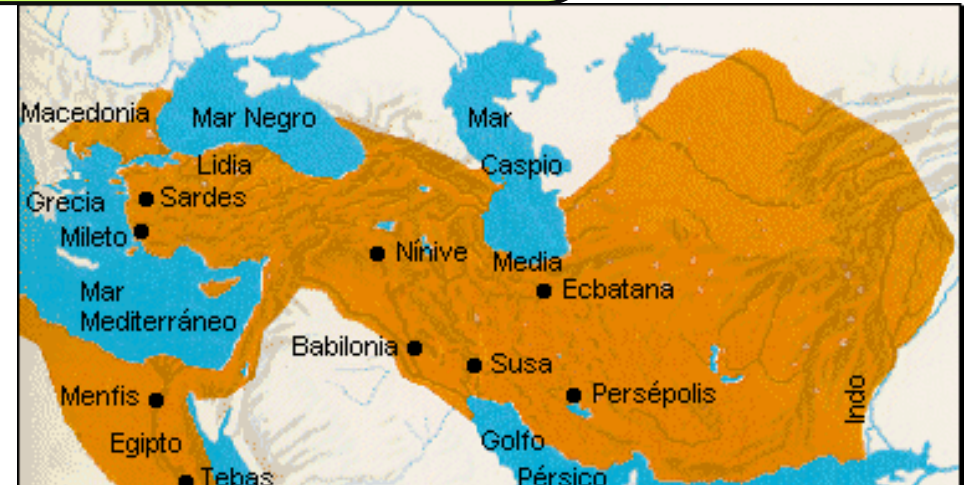 Macedonia
Mar Negro
Mar
Caspio
Lidia
Sardes
Grecia
Mileto
Nínive
Media
Ecbatana
Mar
Mediterráneo
Babilonia
Susa
Menfis
Persépolis
Indo
Egipto
Golfo
Pérsico
Tebas